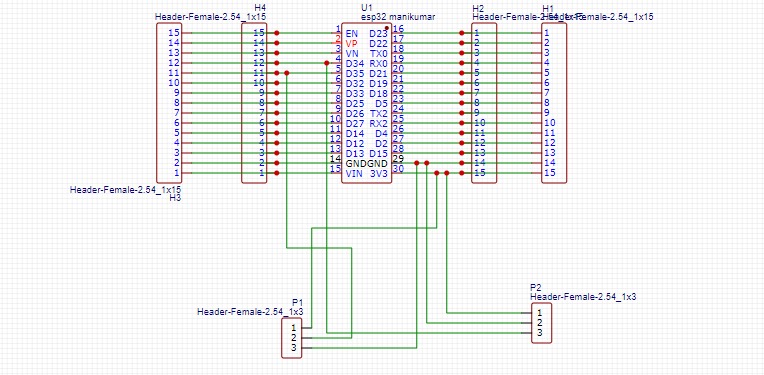 H4
Header-Female-2.54_1x15
U1
esp32 manikumar
H2
Header-Female-2.54_1x15
H1
Header-Female-2.54_1x15
15 15 1 EN D23 16 1 1
14 14 2 VP D22 17 2 2
13 13 3 VN TX0 18 3 3
12 12 4 D34 RX0 19 4 4
11 11 5 D35 D21 20 5 5
10 10 6 D32 D19 21 6 6
9 9 7 D33 D18 22 7 7
8 8 8 D25 D5 23 8 8
7 7 9 D26 TX2 24 9 9
6 6 10 D27 RX2 25 10 10
5 5 11 D14 D4 26 11 11
4 4 12 D12 D2 27 12 12
3 3 13 D13 D15 28 13 13
2 2 14 GND GND 29 14 14
1 1 15 VIN 3V3 30 15 15
Header-Female-2.54_1x15
H3
P1
Header-Female-2.54_1x3
1
2
3
P2
Header-Female-2.54_1x3
1
2
3